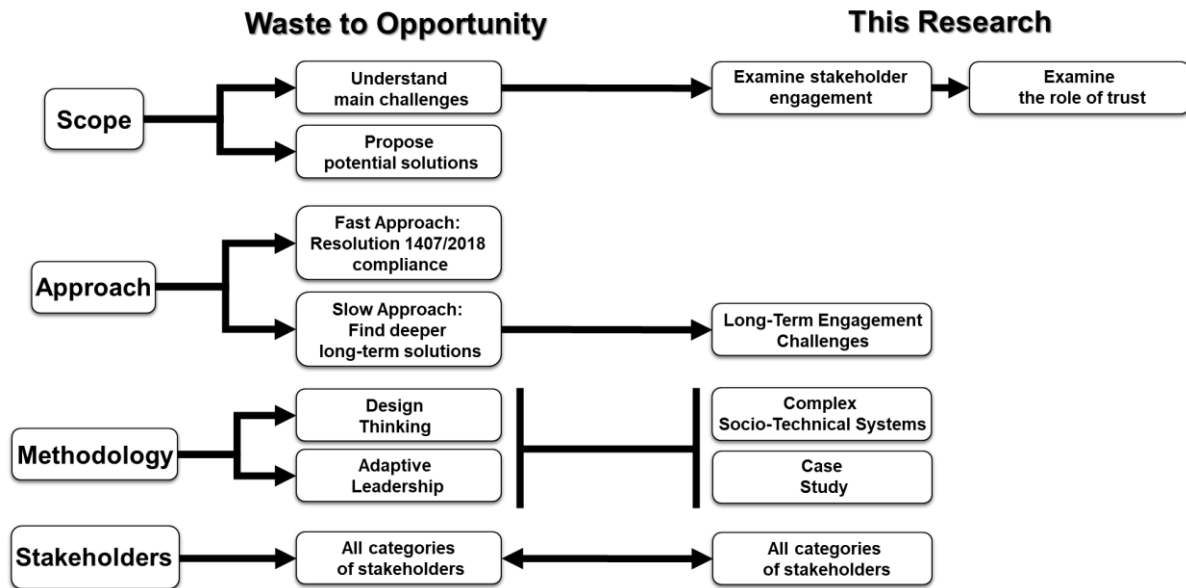 Waste to Opportunity
This Research
Scope
Understand
main challenges
Examine stakeholder
engagement
Examine
the role of trust
Propose
potential solutions
Approach
Fast Approach:
Resolution 1407/2018
compliance
Slow Approach:
Find deeper
long-term solutions
Long-Term Engagement
Challenges
Methodology
Design
Thinking
Adaptive
Leadership
Complex
Socio-Technical Systems
Case
Study
Stakeholders
All categories
of stakeholders
All categories
of stakeholders